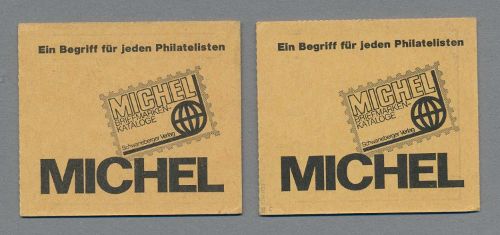 Ein Begriff für jeden Philatelisten
MICHEL
BRIEFMARKEN-
KATALOGE
Schwaneberger Verlag
MICHEL
Ein Begriff für jeden Philatelisten
MICHEL
BRIEFMARKEN-
KATALOGE
Schwaneberger Verlag
MICHEL